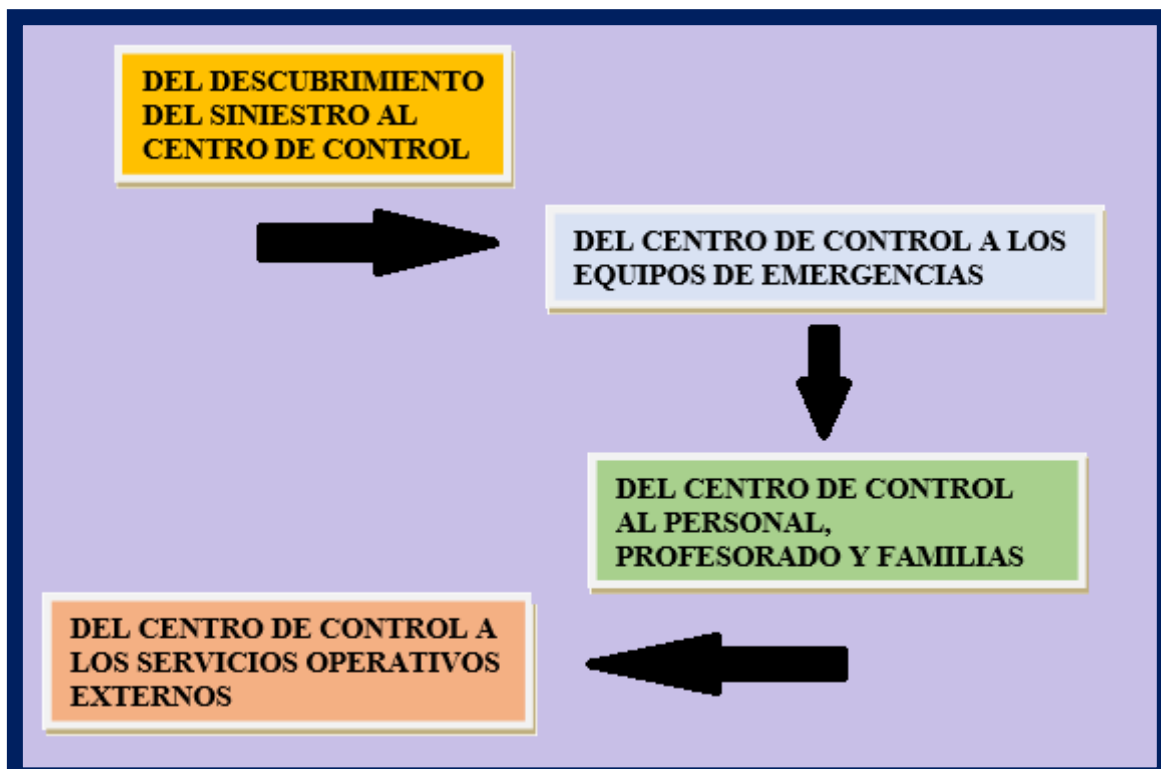 DEL DESCUBRIMIENTO
DEL SINIESTRO AL
CENTRO DE CONTROL
DEL CENTRO DE CONTROL A LOS
EQUIPOS DE EMERGENCIAS
DEL CENTRO DE CONTROL
AL PERSONAL,
PROFESORADO Y FAMILIAS
DEL CENTRO DE CONTROL A
LOS SERVICIOS OPERATIVOS
EXTERNOS